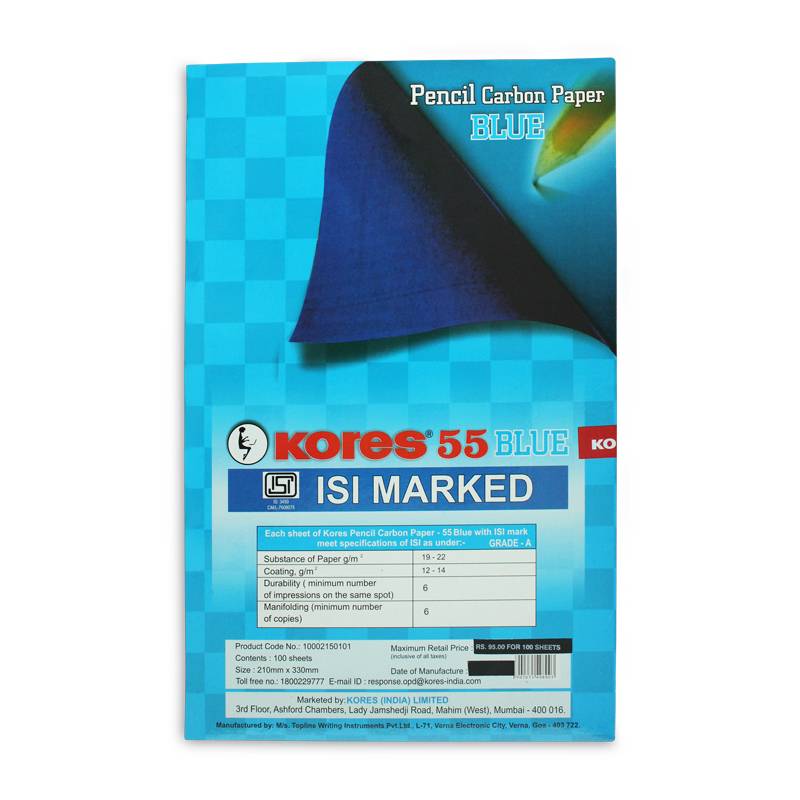 Pencil Carbon Paper
BLUE
KORES® 55 BLUE
KO
ISI
IS 3450
ISI MARKED
Each sheet of Kores Pencil Carbon Paper - 55 Blue with ISI mark
meet specifications of ISI as under:- GRADE - A
Substance of Paper g/m² 19 - 22
Coating, g/m² 12 - 14
Durability ( minimum number
of impressions on the same spot) 6
Manifolding (minimum number
of copies) 6
Product Code No.: 10002150101
Contents : 100 sheets
Size : 210mm x 330mm
Toll free no.: 1800229777 E-mail ID : response.opd@kores-india.com
Maximum Retail Price : RS. 95.00 FOR 100 SHEETS
(inclusive of all taxes)
Date of Manufacture :
Marketed by:KORES (INDIA) LIMITED
3rd Floor, Ashford Chambers, Lady Jamshedji Road, Mahim (West), Mumbai - 400 016.
Manufactured by : M/s. Topline Writing Instruments Pvt.Ltd., L-71, Verna Electronic City, Verna, Goa - 403 722.